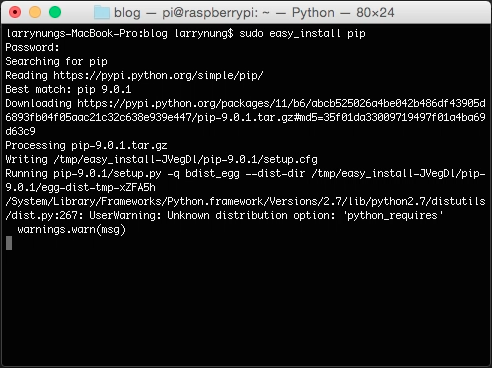 blog — pi@raspberrypi: ~ — Python — 80×24
larrynungs-MacBook-Pro:blog larrynung$ sudo easy_install pip
Password:
Searching for pip
Reading https://pypi.python.org/simple/pip/
Best match: pip 9.0.1
Downloading https://pypi.python.org/packages/11/b6/abcb525026a4be042b486df43905d
6893fb04f05aac21c32c638e939e447/pip-9.0.1.tar.gz#md5=35f01da33009719497f01a4ba69
d63c9
Processing pip-9.0.1.tar.gz
Writing /tmp/easy_install-JVegDl/pip-9.0.1/setup.cfg
Running pip-9.0.1/setup.py -q bdist_egg --dist-dir /tmp/easy_install-JVegDl/pip-
9.0.1/egg-dist-tmp-xZFA5h
/System/Library/Frameworks/Python.framework/Versions/2.7/lib/python2.7/distutils
/dist.py:267: UserWarning: Unknown distribution option: 'python_requires'
  warnings.warn(msg)